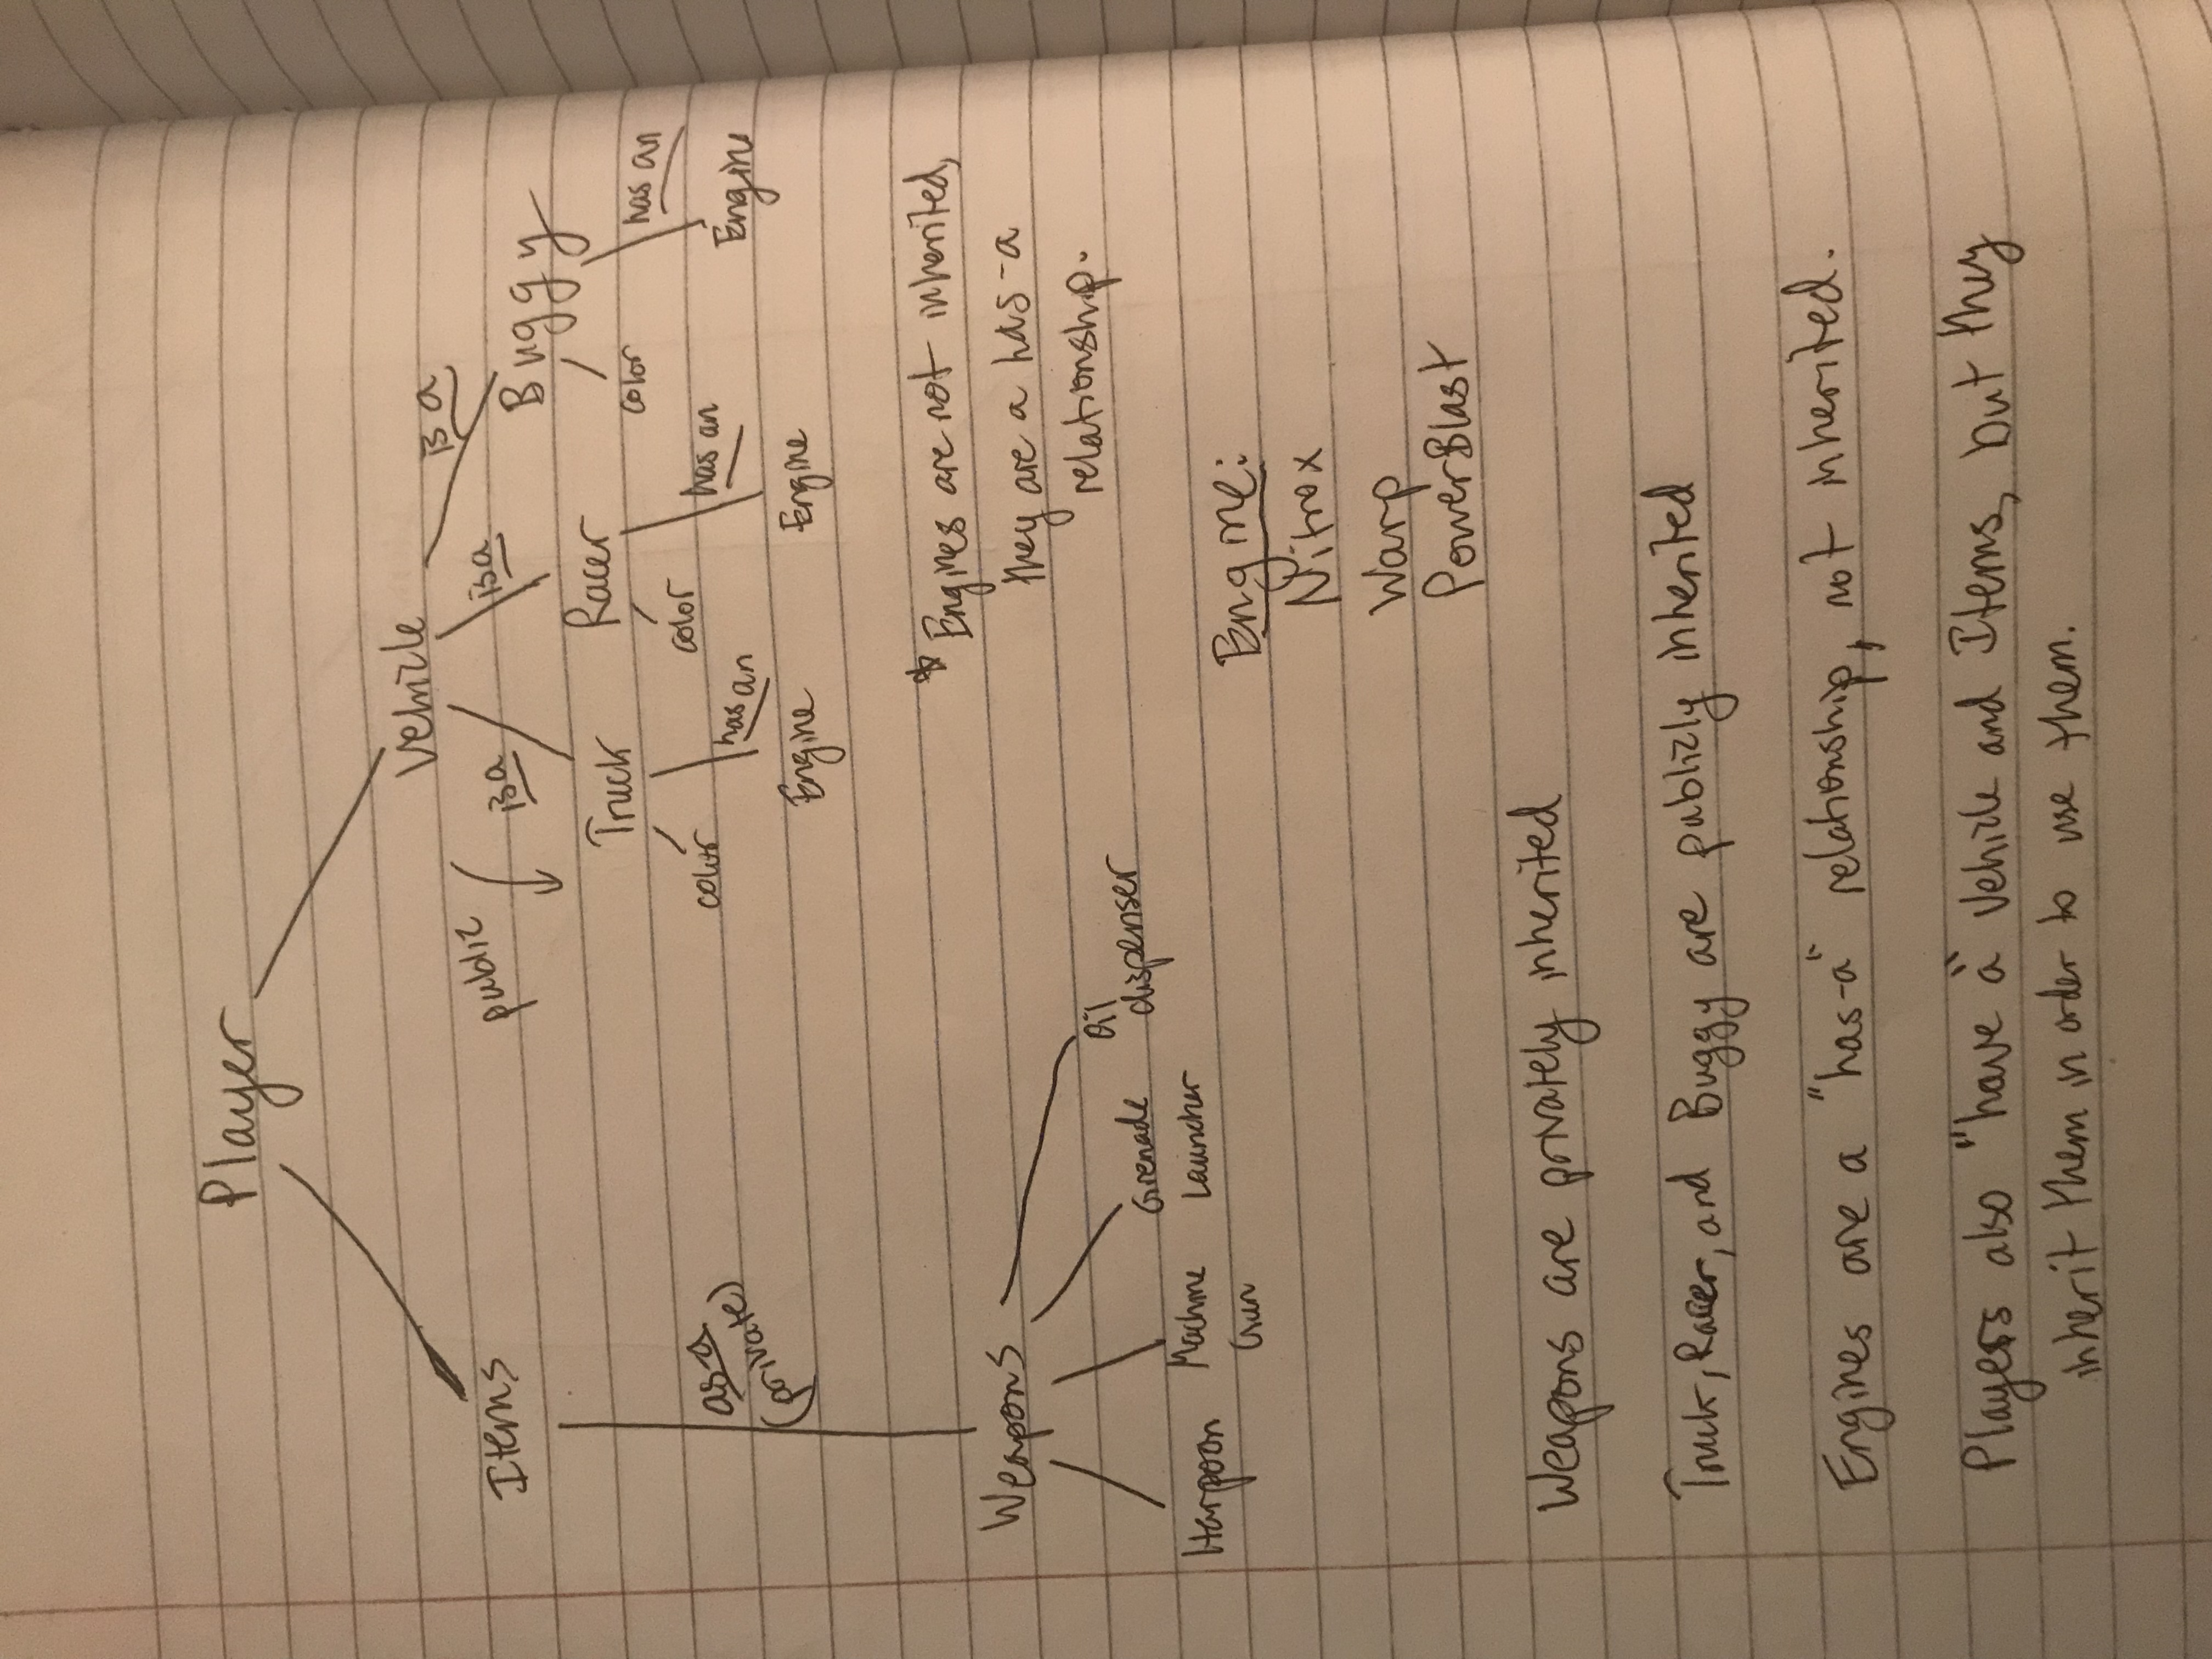 Player
Vehicle
is a
public
is a
is a
Items
Buggy
Truck
Racer
color
has an
color
color
as-a
(private)
has an
has an
Engine
Engine
Engine
* Engines are not inherited,
they are a has-a
relationship.
Weapons
Oil
dispenser
Grenade
Launcher
Harpoon
Machine
Gun
Engine:
Nitrox
Warp
PowerBlast
Weapons are privately inherited
Truck, Racer, and Buggy are publicly inherited
Engines are a "has-a" relationship, not inherited.
Players also "have a" Vehicle and Items, but they
inherit them in order to use them.